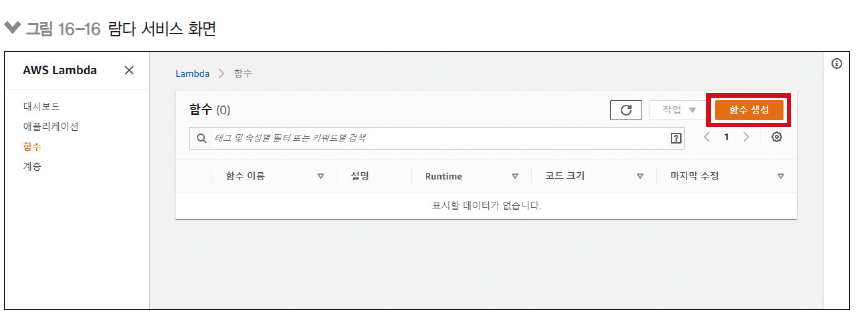 그림 16-16 람다 서비스 화면
AWS Lambda
대시보드
애플리케이션
함수
계층
Lambda > 함수
함수 (0)
작업
함수 생성
태그 및 속성별 필터 또는 키워드별 검색
1
함수 이름 설명 Runtime 코드 크기 마지막 수정
표시할 데이터가 없습니다.